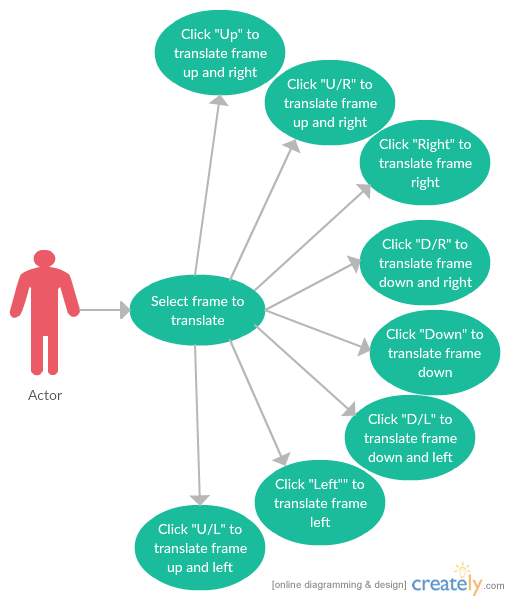 Click "Up" to
translate frame
up and right
Click "U/R" to
translate frame
up and right
Click "Right" to
translate frame
right
Click "D/R" to
translate frame
down and right
Select frame to
translate
Click "Down" to
translate frame
down
Actor
Click "D/L" to
translate frame
down and left
Click "Left"" to
translate frame
left
Click "U/L" to
translate frame
up and left
[online diagramming & design] creately.com